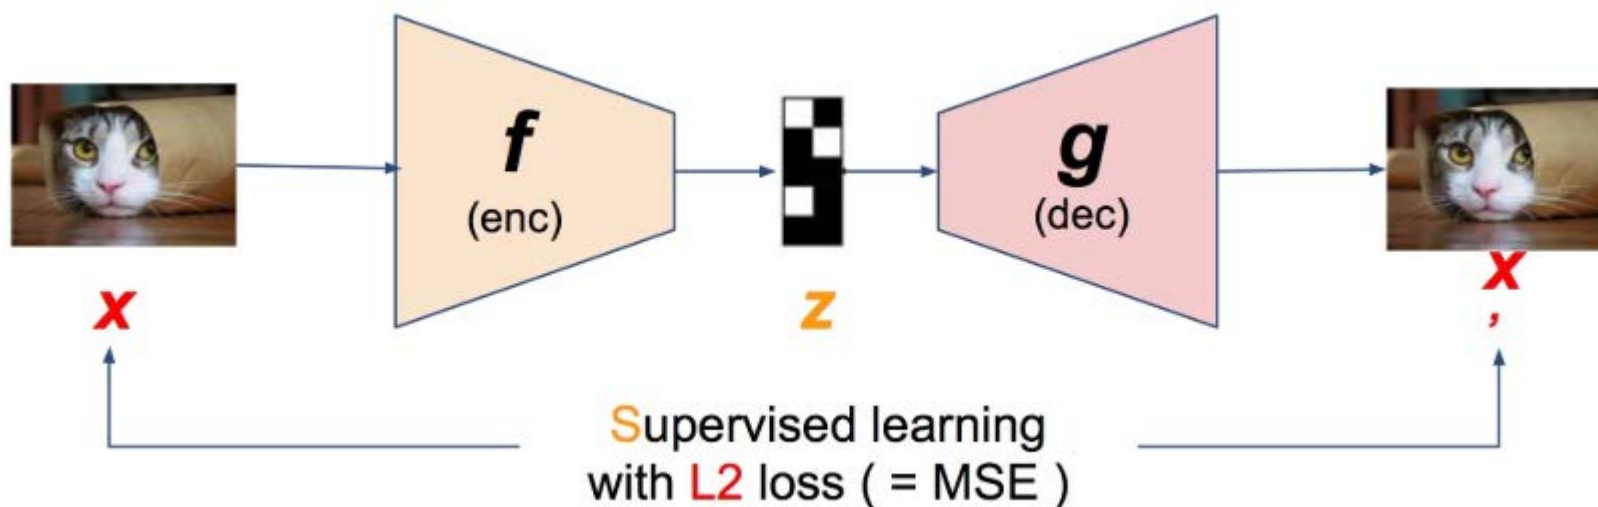 f
(enc)
g
(dec)
x
z
x
,
Supervised learning
with L2 loss ( = MSE )